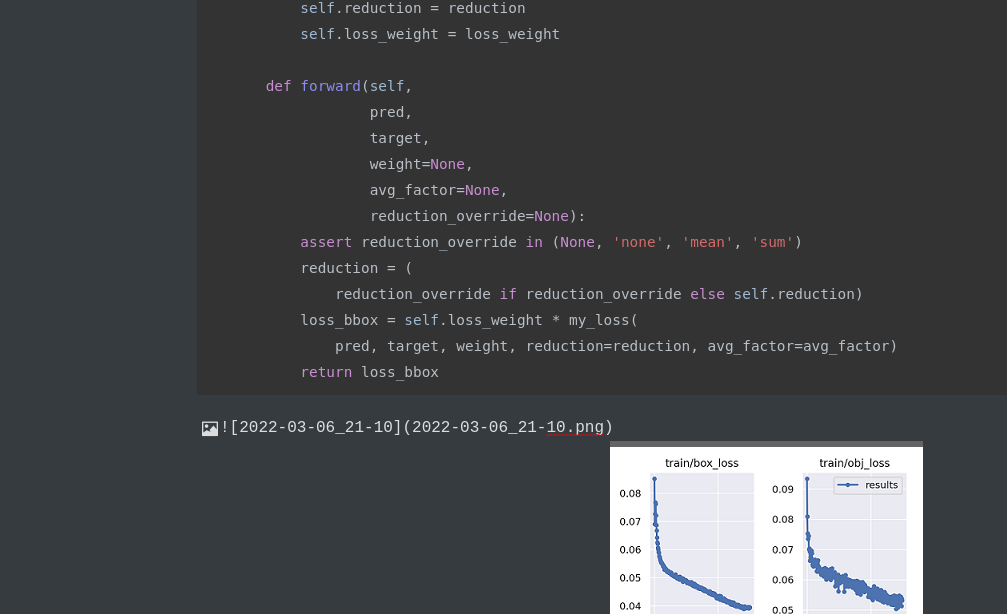 self.reduction = reduction
self.loss_weight = loss_weight
def forward(self,
pred,
target,
weight=None,
avg_factor=None,
reduction_override=None):
assert reduction_override in (None, 'none', 'mean', 'sum')
reduction = (
reduction_override if reduction_override else self.reduction)
loss_bbox = self.loss_weight * my_loss(
pred, target, weight, reduction=reduction, avg_factor=avg_factor)
return loss_bbox
![2022-03-06_21-10](2022-03-06_21-10.png)
train/box_loss
0.08
0.07
0.06
0.05
0.04
train/obj_loss
results
0.09
0.08
0.07
0.06
0.05